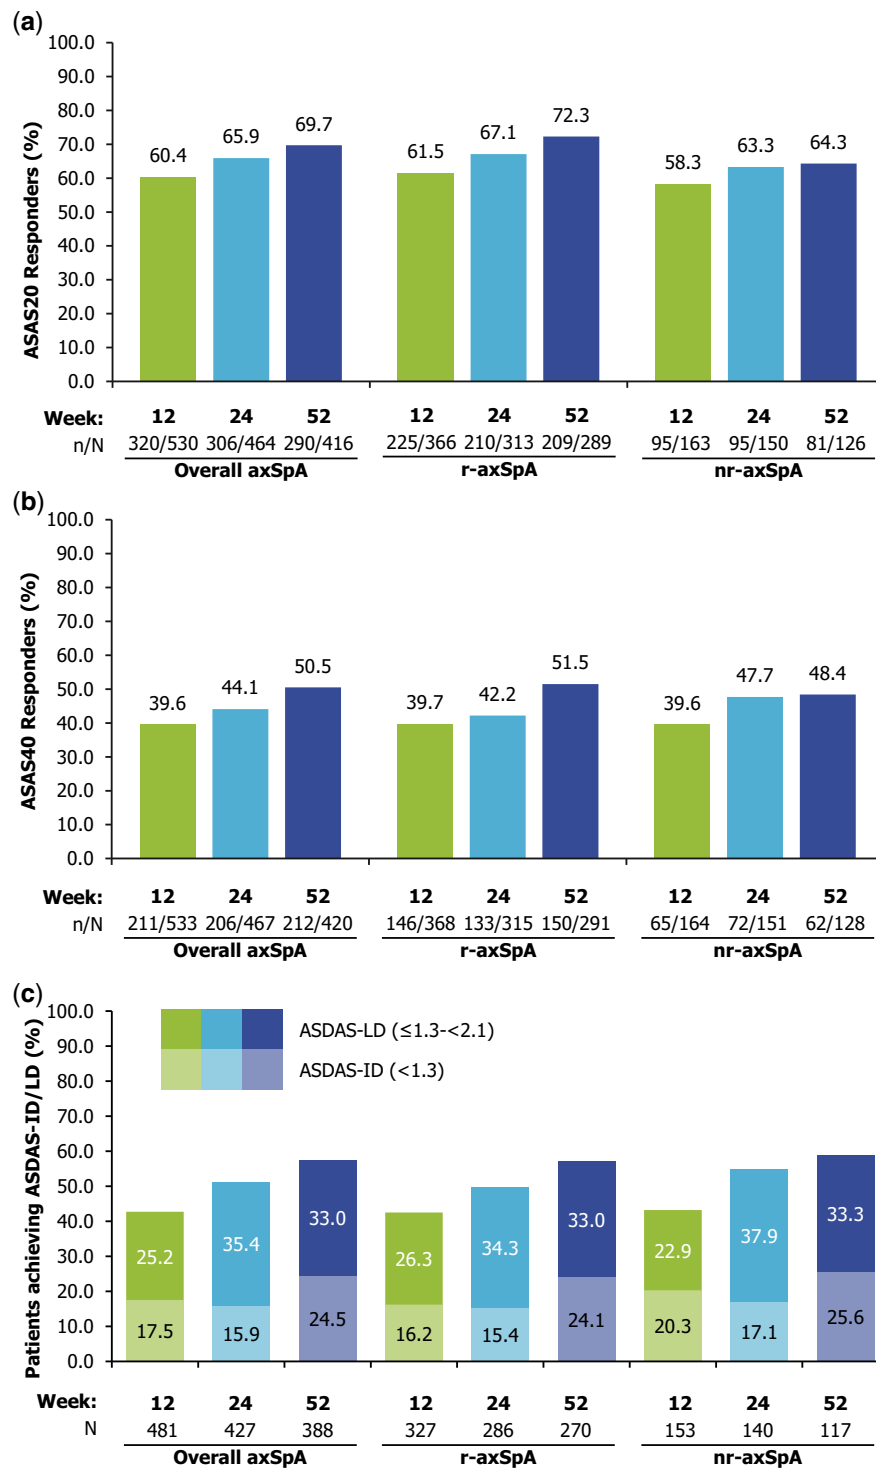 (a)
ASAS20 Responders (%)
100.0
90.0
80.0
70.0
60.0
50.0
40.0
30.0
20.0
10.0
0.0
60.4 65.9 69.7 61.5 67.1 72.3 58.3 63.3 64.3
Week: 12 24 52 12 24 52 12 24 52
n/N 320/530 306/464 290/416 225/366 210/313 209/289 95/163 95/150 81/126
Overall axSpA r-axSpA nr-axSpA
(b)
ASAS40 Responders (%)
100.0
90.0
80.0
70.0
60.0
50.0
40.0
30.0
20.0
10.0
0.0
39.6 44.1 50.5 39.7 42.2 51.5 39.6 47.7 48.4
Week: 12 24 52 12 24 52 12 24 52
n/N 211/533 206/467 212/420 146/368 133/315 150/291 65/164 72/151 62/128
Overall axSpA r-axSpA nr-axSpA
(c)
Patients achieving ASDAS-ID/LD (%)
100.0
90.0
80.0
70.0
60.0
50.0
40.0
30.0
20.0
10.0
0.0
ASDAS-LD (≤1.3-<2.1)
ASDAS-ID (<1.3)
25.2 35.4 33.0 26.3 34.3 33.0 22.9 37.9 33.3
17.5 15.9 24.5 16.2 15.4 24.1 20.3 17.1 25.6
Week: 12 24 52 12 24 52 12 24 52
N 481 427 388 327 286 270 153 140 117
Overall axSpA r-axSpA nr-axSpA